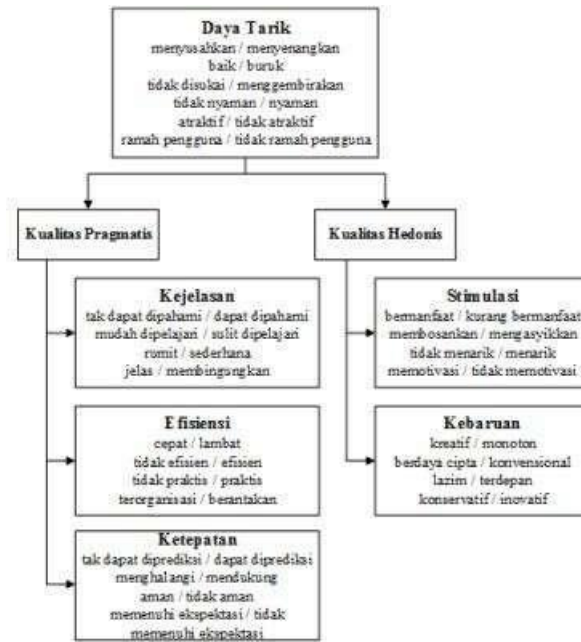 Daya Tarik
menyusahkan / menyenangkan
baik / buruk
tidak disukai / menggembirakan
tidak nyaman / nyaman
atraktif / tidak atraktif
ramah pengguna / tidak ramah pengguna
Kualitas Pragmatis
Kualitas Hedonis
Kejelasan
tak dapat dipahami / dapat dipahami
mudah dipelajari / sulit dipelajari
rumit / sederhana
jelas / membingungkan
Stimulasi
bermanfaat / kurang bermanfaat
membosankan / mengasyikkan
tidak menarik / menarik
memotivasi / tidak memotivasi
Efisiensi
cepat / lambat
tidak efisien / efisien
tidak praktis / praktis
terorganisasi / berantakan
Kebaruan
kreatif / monoton
berdaya cipta / konvensional
lazim / terdepan
konservatif / inovatif
Ketepatan
tak dapat diprediksi / dapat diprediksi
menghalangi / mendukung
aman / tidak aman
memenuhi ekspektasi / tidak
memenuhi ekspektasi